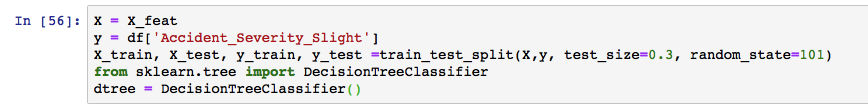 In [56]: X = X_feat
y = df['Accident_Severity_Slight']
X_train, X_test, y_train, y_test =train_test_split(X,y, test_size=0.3, random_state=101)
from sklearn.tree import DecisionTreeClassifier
dtree = DecisionTreeClassifier()